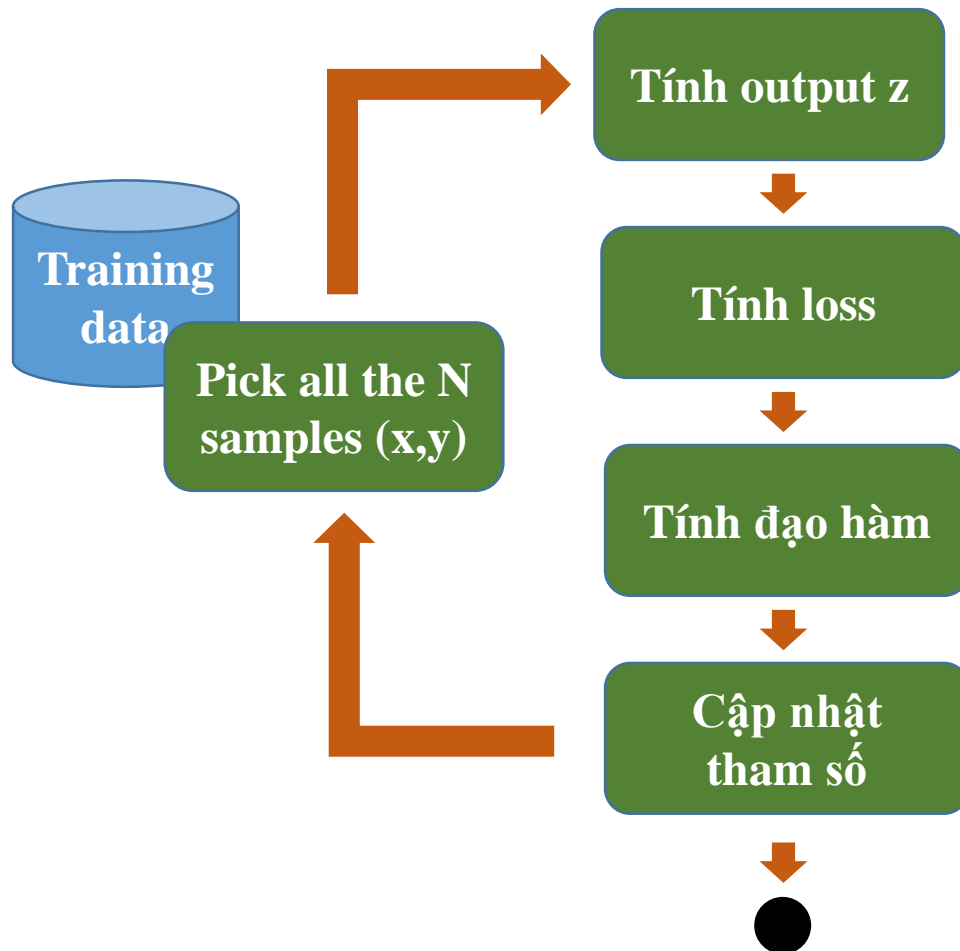 Training
data
Pick all the N
samples (x,y)
Tính output z
Tính loss
Tính đạo hàm
Cập nhật
tham số